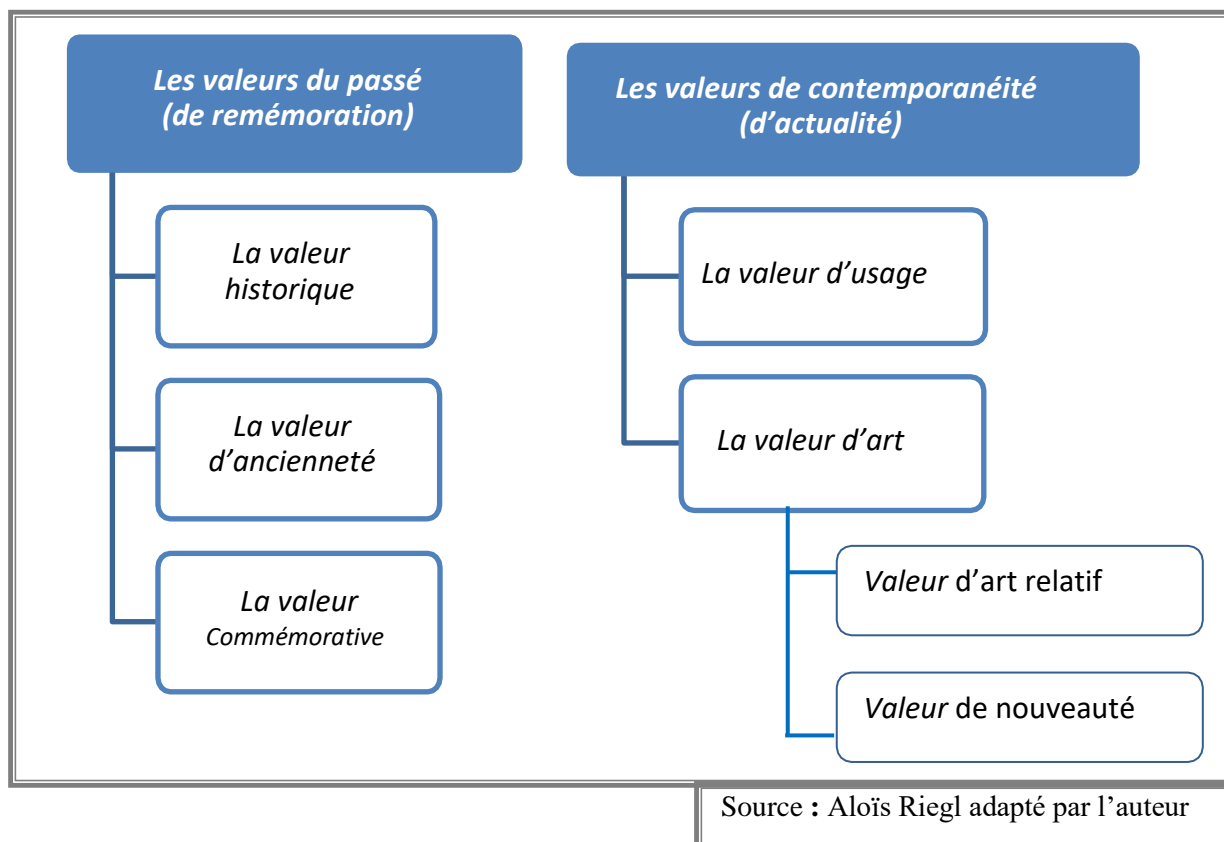 Les valeurs du passé
(de remémoration)
La valeur
historique
La valeur
d’ancienneté
La valeur
Commémorative
Les valeurs de contemporanéité
(d’actualité)
La valeur d’usage
La valeur d’art
Valeur d’art relatif
Valeur de nouveauté
Source : Aloïs Riegl adapté par l’auteur